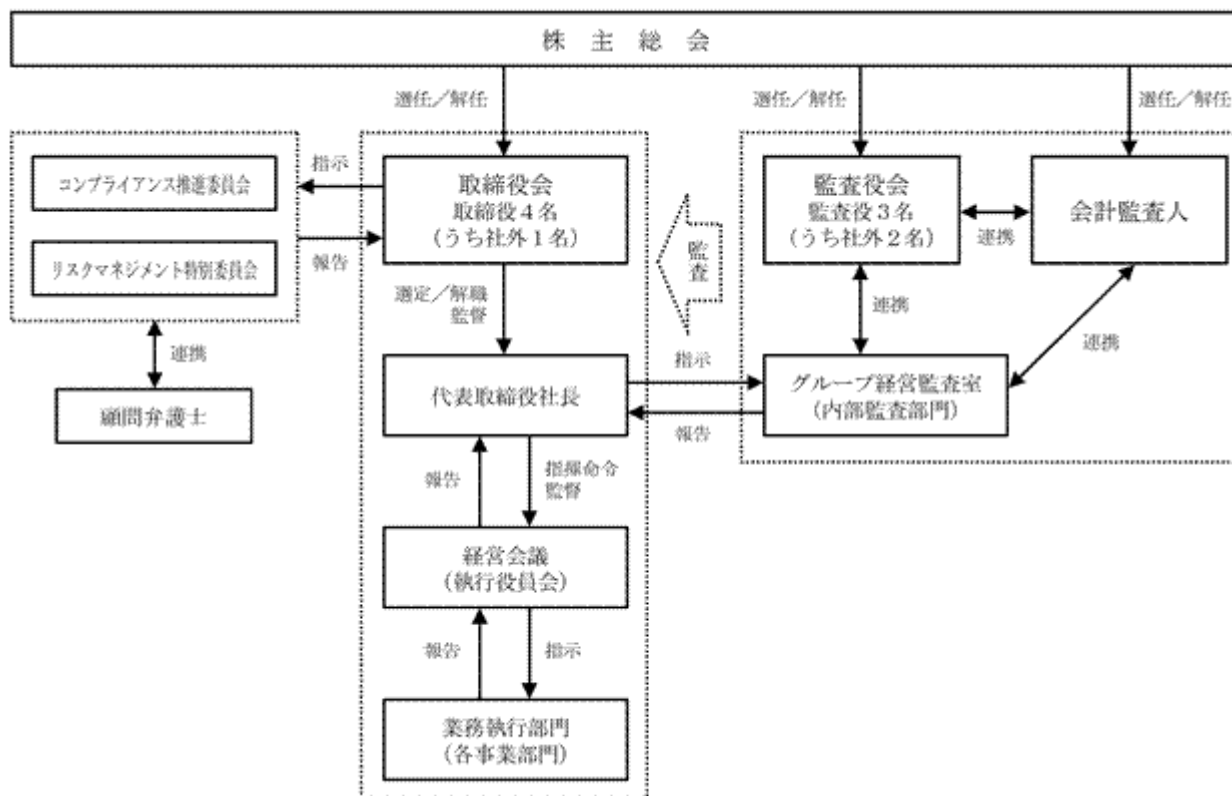 株主総会
選任／解任
選任／解任
選任／解任
コンプライアンス推進委員会
リスクマネジメント特別委員会
指示
報告
連携
顧問弁護士
取締役会
取締役４名
（うち社外１名）
選定／解職
監督
代表取締役社長
報告
指揮命令
監督
経営会議
（執行役員会）
報告
指示
業務執行部門
（各事業部門）
監査
監査役会
監査役３名
（うち社外２名）
連携
会計監査人
連携
連携
指示
報告
グループ経営監査室
（内部監査部門）